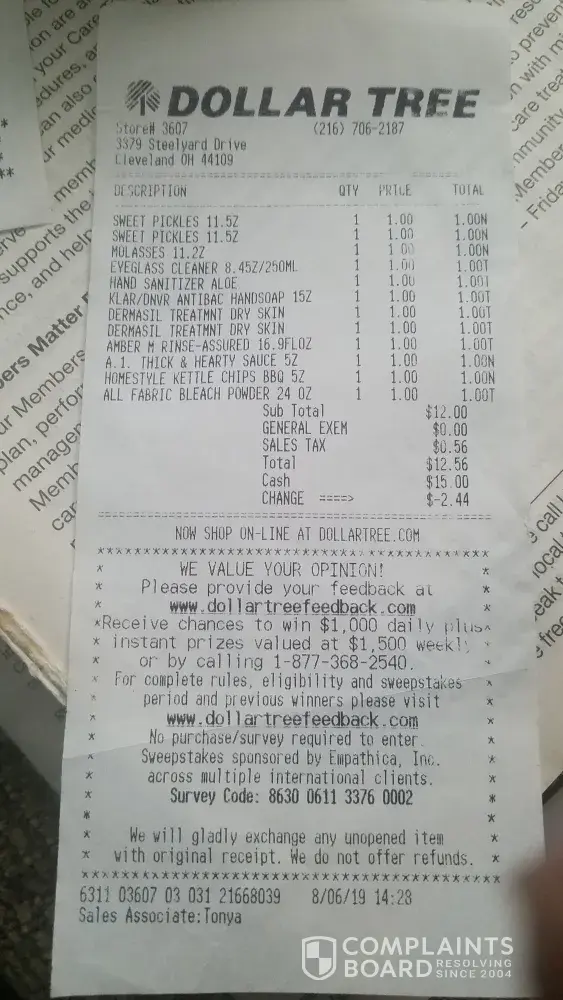 DOLLAR TREE
Store# 3607 (216) 706-2187
3379 Steelyard Drive
Cleveland OH 44109
DESCRIPTION QTY PRICE TOTAL
SWEET PICKLES 11.5Z 1 1.00 1.00N
SWEET PICKLES 11.5Z 1 1.00 1.00N
MOLASSES 11.2Z 1 1.00 1.00N
EYEGLASS CLEANER 8.45Z/250ML 1 1.00 1.00T
HAND SANITIZER ALOE 1 1.00 1.00T
KLAR/DNVR ANTIBAC HANDSOAP 15Z 1 1.00 1.00T
DERMASIL TREATMNT DRY SKIN 1 1.00 1.00T
DERMASIL TREATMNT DRY SKIN 1 1.00 1.00T
AMBER M RINSE-ASSURED 16.9FLOZ 1 1.00 1.00T
A.1. THICK & HEARTY SAUCE 5Z 1 1.00 1.00N
HOMESTYLE KETTLE CHIPS BBQ 5Z 1 1.00 1.00N
ALL FABRIC BLEACH POWDER 24 OZ 1 1.00 1.00T
Sub Total $12.00
GENERAL EXEM $0.00
SALES TAX $0.56
Total $12.56
Cash $15.00
CHANGE ====> $-2.44
NOW SHOP ON-LINE AT DOLLARTREE.COM
* WE VALUE YOUR OPINION! *
* Please provide your feedback at *
* www.dollartreefeedback.com *
*Receive chances to win $1,000 daily plus*
* instant prizes valued at $1,500 weekly *
* or by calling 1-877-368-2540. *
* For complete rules, eligibility and sweepstakes *
* period and previous winners please visit *
* www.dollartreefeedback.com *
* No purchase/survey required to enter. *
* Sweepstakes sponsored by Empathica, Inc. *
* across multiple international clients. *
* Survey Code: 8630 0611 3376 0002 *
* *
* We will gladly exchange any unopened item *
* with original receipt. We do not offer refunds. *
6311 03607 03 031 21668039 8/06/19 14:28
Sales Associate:Tonya
COMPLAINTS
BOARD RESOLVING
SINCE 2004